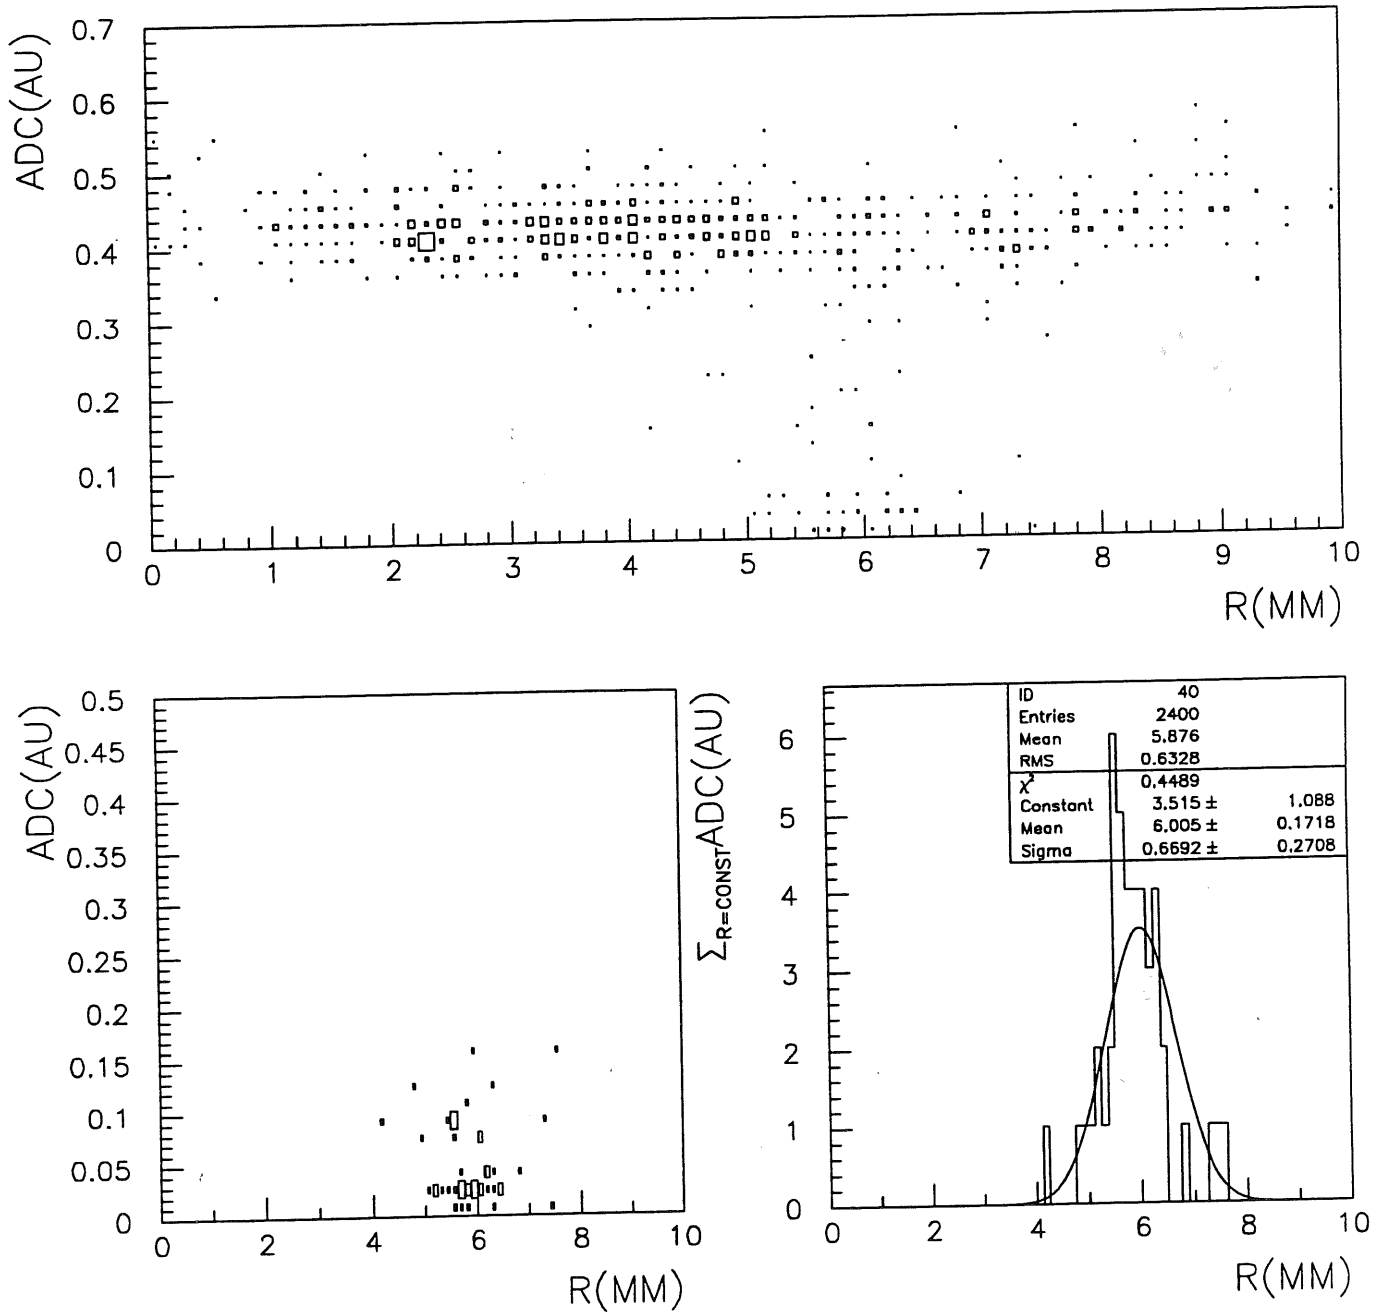 ADC(AU)
0.7
0.6
0.5
0.4
0.3
0.2
0.1
0
0 1 2 3 4 5 6 7 8 9 10
R(MM)
ADC(AU)
0.5
0.45
0.4
0.35
0.3
0.25
0.2
0.15
0.1
0.05
0
0 2 4 6 8 10
R(MM)
Σ_R=CONST ADC(AU)
6
5
4
3
2
1
0
0 2 4 6 8 10
R(MM)
ID 40
Entries 2400
Mean 5.876
RMS 0.6328
χ² 0.4489
Constant 3.515 ± 1.088
Mean 6.005 ± 0.1718
Sigma 0.6692 ± 0.2708